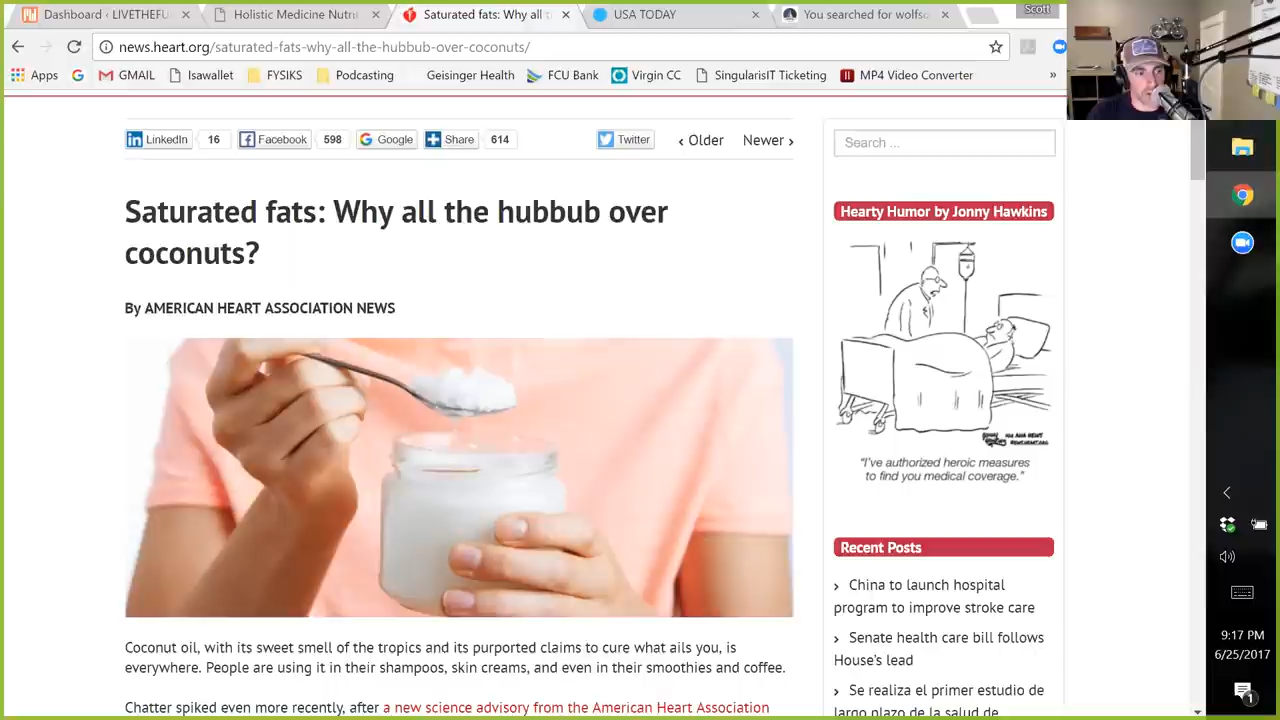 Dashboard ‹ LIVETHEFU
Holistic Medicine Nutri
Saturated fats: Why all t
USA TODAY
You searched for wolfso
Scott
news.heart.org/saturated-fats-why-all-the-hubbub-over-coconuts/
Apps
GMAIL
Isawallet
FYSIKS
Podcasting
Geisinger Health
FCU Bank
Virgin CC
SingularisIT Ticketing
MP4 Video Converter
»
LinkedIn 16 Facebook 598 Google Share 614 Twitter ‹ Older Newer ›
Search ...
Saturated fats: Why all the hubbub over
coconuts?
By AMERICAN HEART ASSOCIATION NEWS
Coconut oil, with its sweet smell of the tropics and its purported claims to cure what ails you, is
everywhere. People are using it in their shampoos, skin creams, and even in their smoothies and coffee.
Chatter spiked even more recently, after a new science advisory from the American Heart Association
Hearty Humor by Jonny Hawkins
"I've authorized heroic measures
to find you medical coverage."
Recent Posts
› China to launch hospital
program to improve stroke care
› Senate health care bill follows
House's lead
› Se realiza el primer estudio de
largo plazo de la salud de
9:17 PM
6/25/2017
1